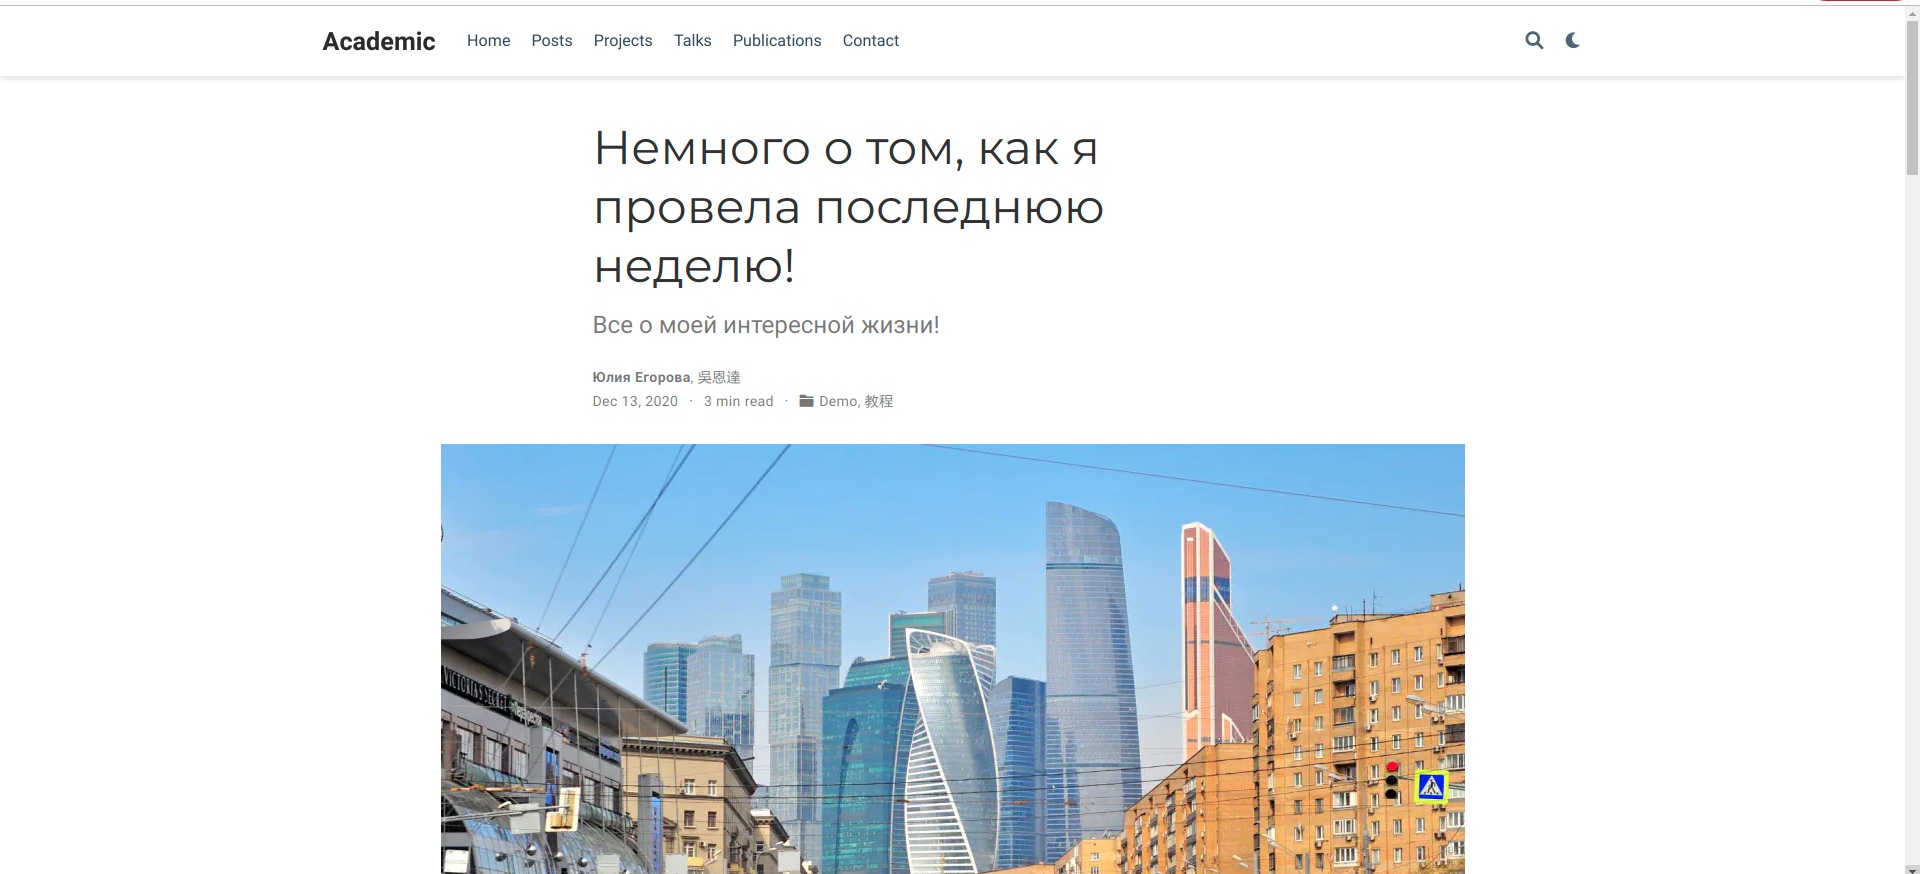 Academic Home Posts Projects Talks Publications Contact
Немного о том, как я
провела последнюю
неделю!
Все о моей интересной жизни!
Юлия Егорова, 吳恩達
Dec 13, 2020 · 3 min read · Demo, 教程
VICTORIA'S SECRET